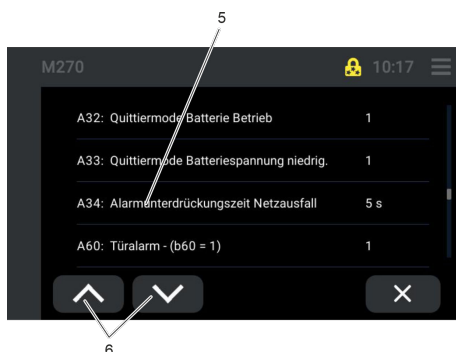 5
M270 10:17
A32: Quittiermode Batterie Betrieb 1
A33: Quittiermode Batteriespannung niedrig. 1
A34: Alarmunterdrückungszeit Netzausfall 5 s
A60: Türalarm - (b60 = 1) 1
6